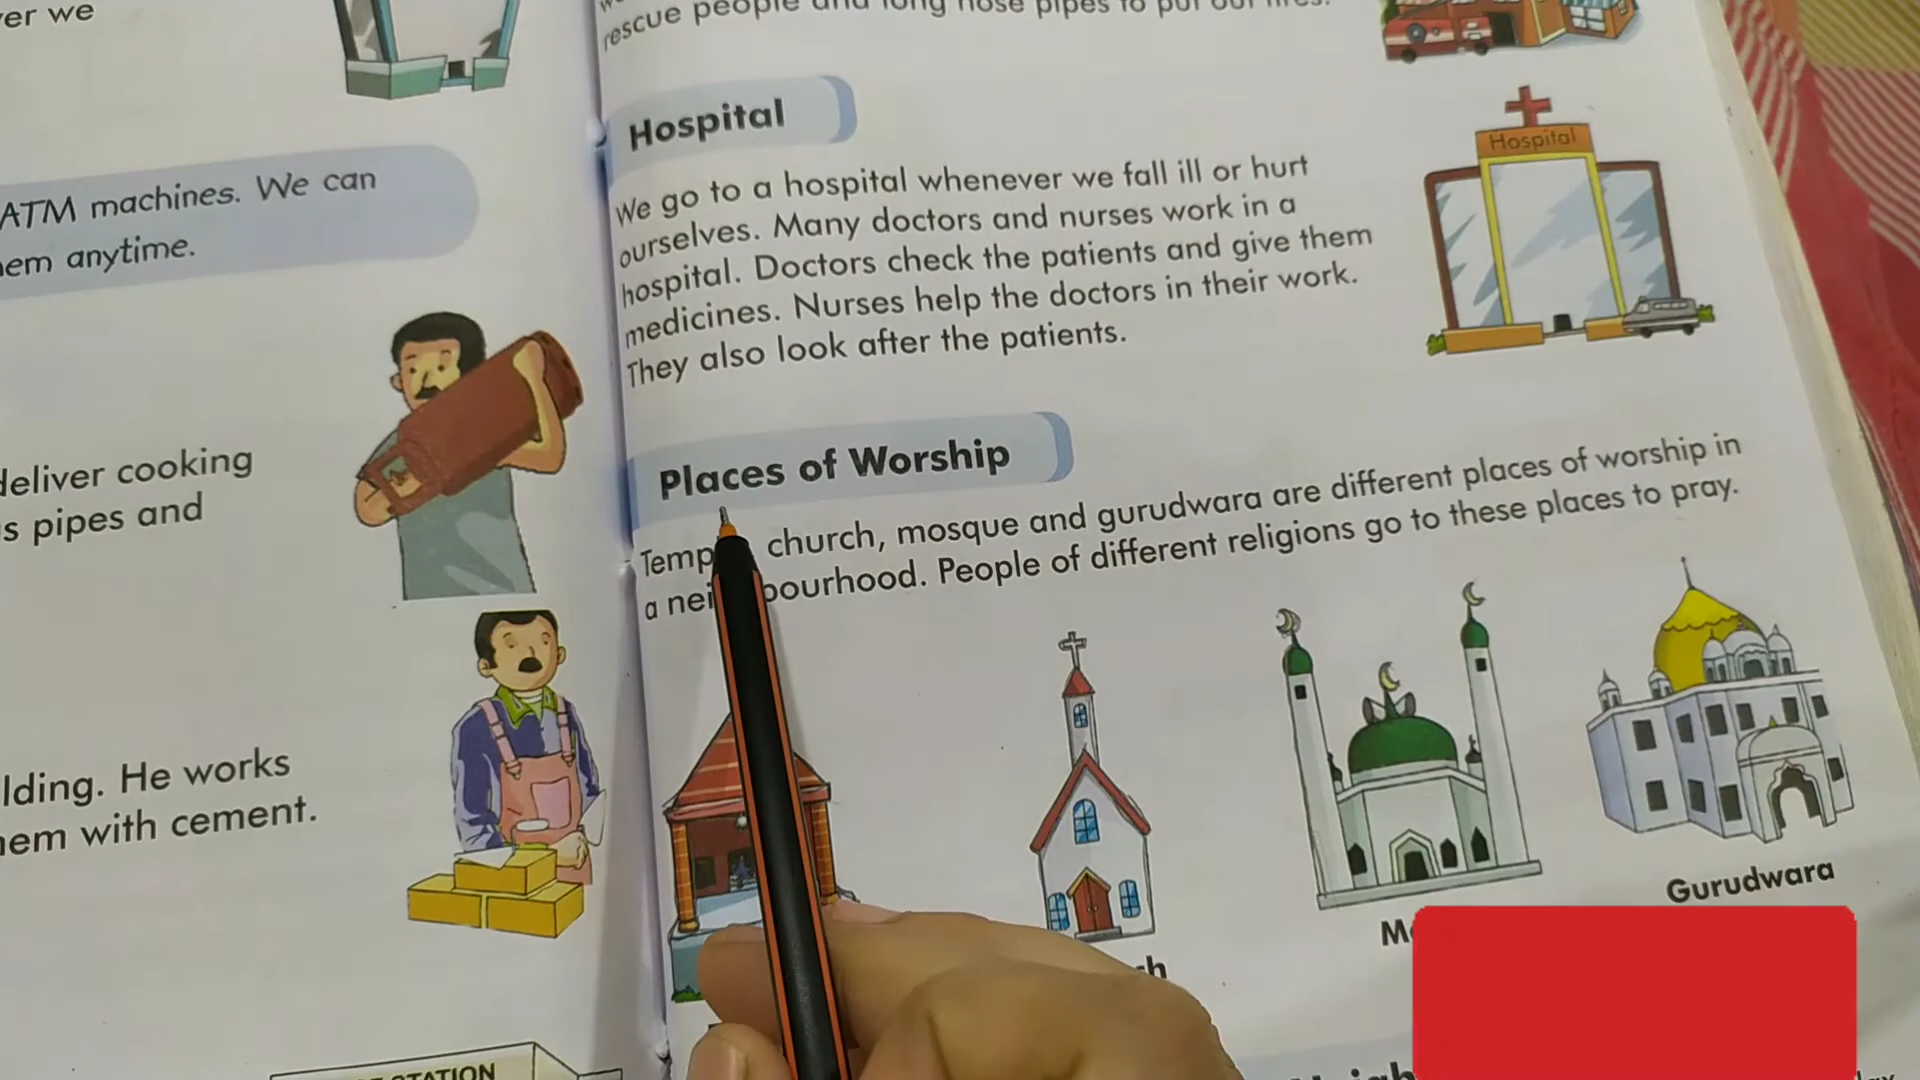 er we
ATM machines. We can
em anytime.
deliver cooking
s pipes and
lding. He works
em with cement.
STATION
rescue people and long hose pipes to put out fires.
Hospital
We go to a hospital whenever we fall ill or hurt
ourselves. Many doctors and nurses work in a
hospital. Doctors check the patients and give them
medicines. Nurses help the doctors in their work.
They also look after the patients.
Hospital
Places of Worship
Temp church, mosque and gurudwara are different places of worship in
a nei bourhood. People of different religions go to these places to pray.
Gurudwara